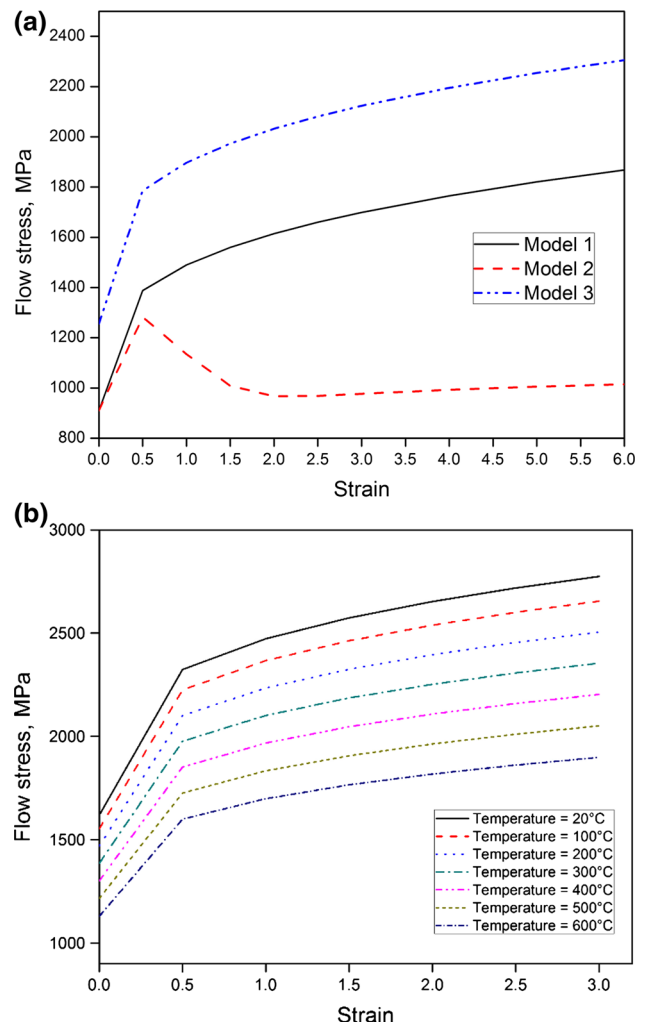 (a)
2400
2200
2000
1800
1600
1400
1200
1000
800
Flow stress, MPa
Model 1
Model 2
Model 3
0.0 0.5 1.0 1.5 2.0 2.5 3.0 3.5 4.0 4.5 5.0 5.5 6.0
Strain
(b)
3000
2500
2000
1500
1000
Flow stress, MPa
Temperature = 20°C
Temperature = 100°C
Temperature = 200°C
Temperature = 300°C
Temperature = 400°C
Temperature = 500°C
Temperature = 600°C
0.0 0.5 1.0 1.5 2.0 2.5 3.0
Strain